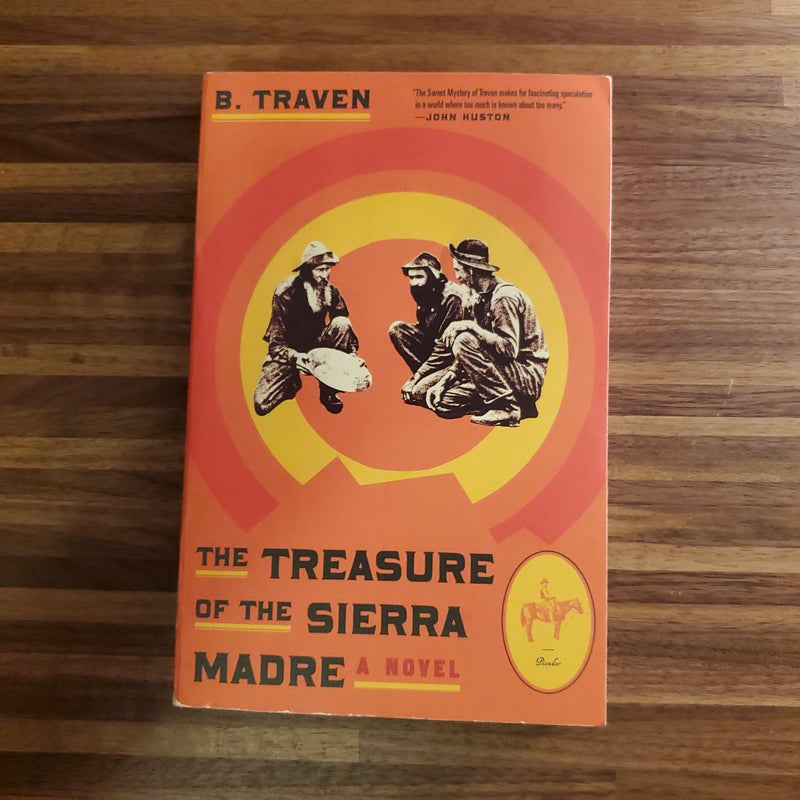 B. TRAVEN
"The Sweet Mystery of Traven makes for fascinating speculation
in a world where too much is known about too many."
—JOHN HUSTON
THE TREASURE
OF THE SIERRA
MADRE A NOVEL
Picador